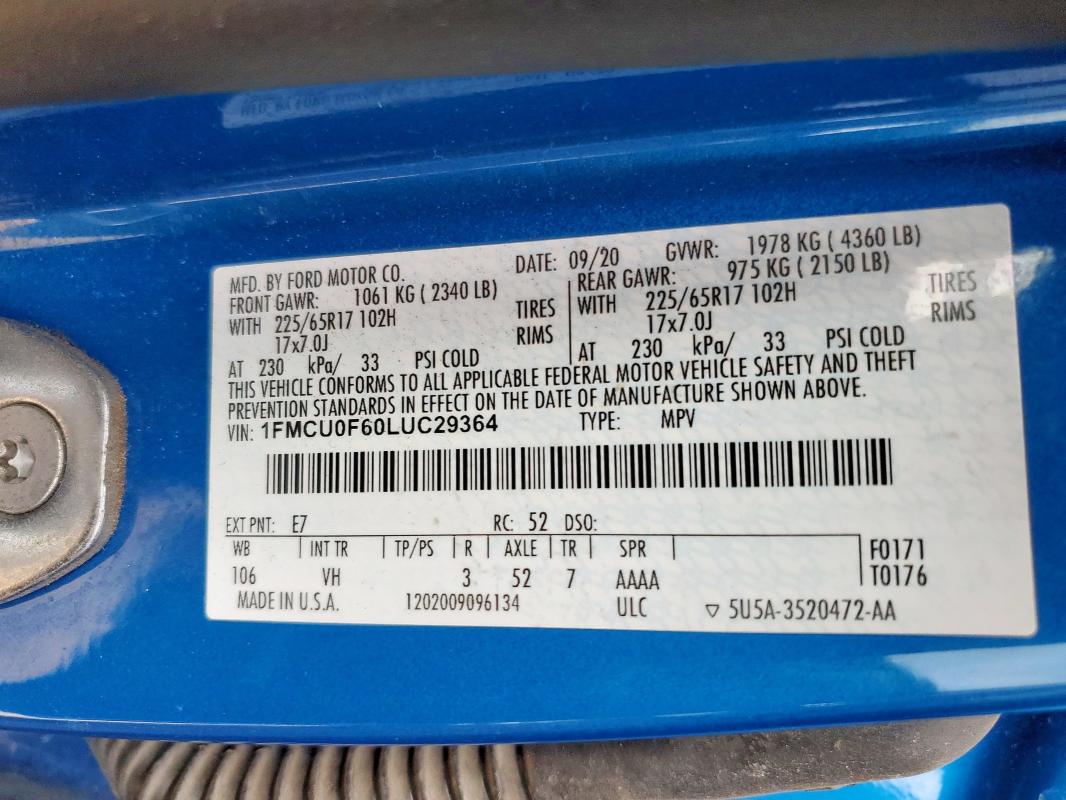 MFD. BY FORD MOTOR CO. DATE: 09/20 GVWR: 1978 KG ( 4360 LB)
FRONT GAWR: 1061 KG ( 2340 LB) REAR GAWR: 975 KG ( 2150 LB)
WITH 225/65R17 102H TIRES WITH 225/65R17 102H TIRES
17x7.0J RIMS 17x7.0J RIMS
AT 230 kPa/ 33 PSI COLD AT 230 kPa/ 33 PSI COLD
THIS VEHICLE CONFORMS TO ALL APPLICABLE FEDERAL MOTOR VEHICLE SAFETY AND THEFT
PREVENTION STANDARDS IN EFFECT ON THE DATE OF MANUFACTURE SHOWN ABOVE.
VIN: 1FMCU0F60LUC29364 TYPE: MPV
EXT PNT: E7 RC: 52 DSO:
WB INT TR TP/PS R AXLE TR SPR F0171
106 VH 3 52 7 AAAA T0176
MADE IN U.S.A. 1202009096134 ULC ▽ 5U5A-3520472-AA